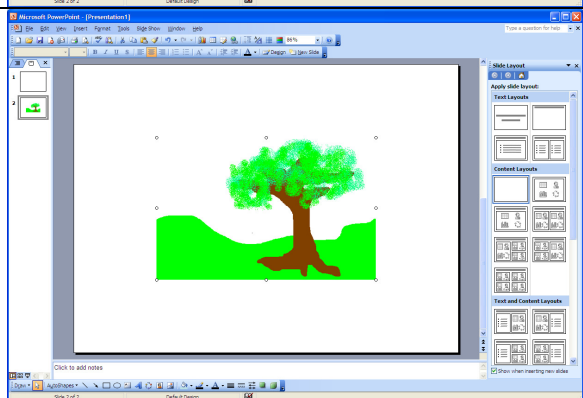 Slide 2 of 2 Default Design
Microsoft PowerPoint - [Presentation1]
File Edit View Insert Format Tools Slide Show Window Help Type a question for help
86%
B I U S A Design New Slide
Slide Layout
Apply slide layout:
Text Layouts
1
2
Content Layouts
Text and Content Layouts
Click to add notes
Show when inserting new slides
Draw AutoShapes
Slide 2 of 2 Default Design